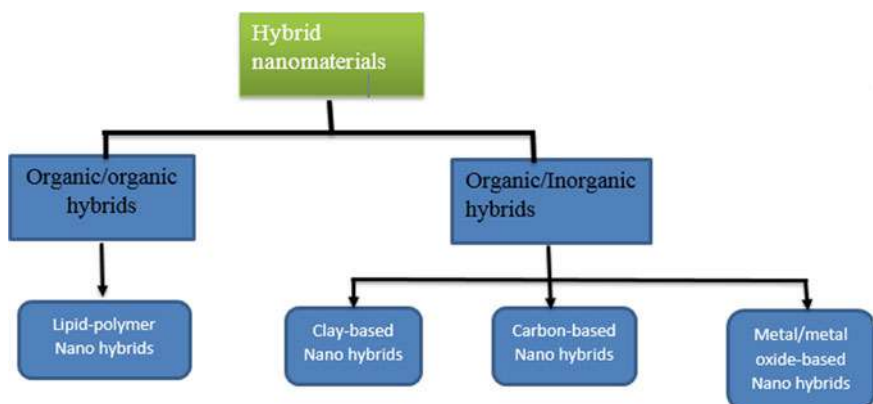 Hybrid
nanomaterials
Organic/organic
hybrids
Organic/Inorganic
hybrids
Lipid-polymer
Nano hybrids
Clay-based
Nano hybrids
Carbon-based
Nano hybrids
Metal/metal
oxide-based
Nano hybrids